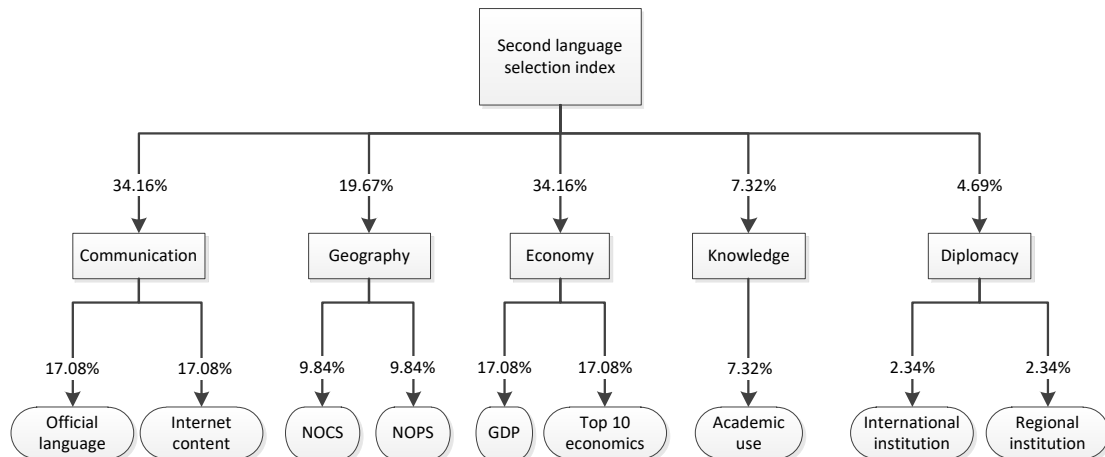 Second language
selection index
34.16%
19.67%
34.16%
7.32%
4.69%
Communication
Geography
Economy
Knowledge
Diplomacy
17.08%
17.08%
9.84%
9.84%
17.08%
17.08%
7.32%
2.34%
2.34%
Official
language
Internet
content
NOCS
NOPS
GDP
Top 10
economics
Academic
use
International
institution
Regional
institution